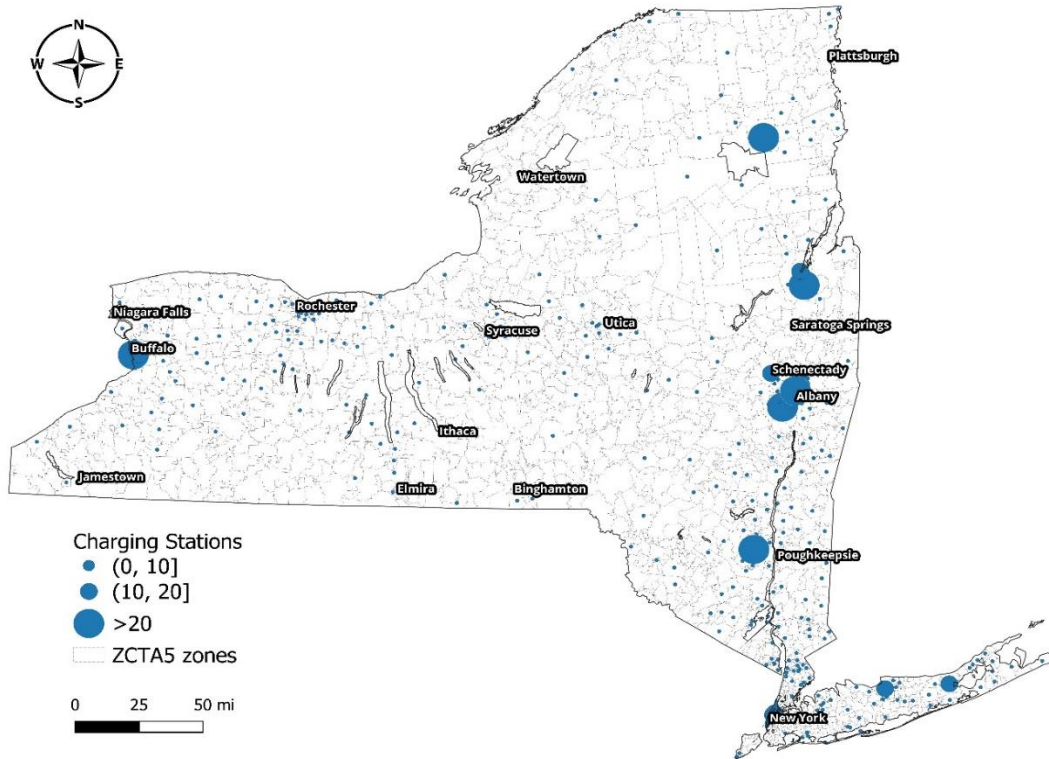 N
W E
S
Plattsburgh
Watertown
Niagara Falls
Rochester
Syracuse
Utica
Saratoga Springs
Buffalo
Schenectady
Albany
Ithaca
Jamestown
Elmira
Binghamton
Poughkeepsie
New York
Charging Stations
(0, 10]
(10, 20]
>20
ZCTA5 zones
0 25 50 mi